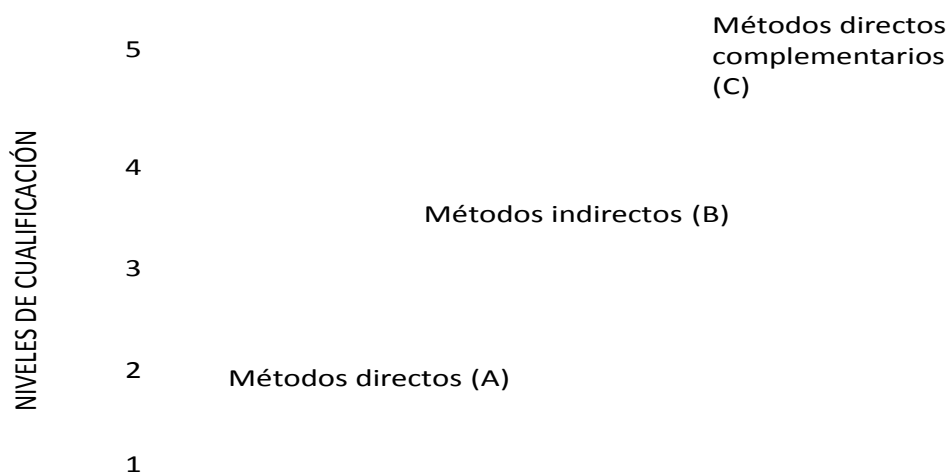 NIVELES DE CUALIFICACIÓN
5
Métodos directos
complementarios
(C)
4
Métodos indirectos (B)
3
2
Métodos directos (A)
1